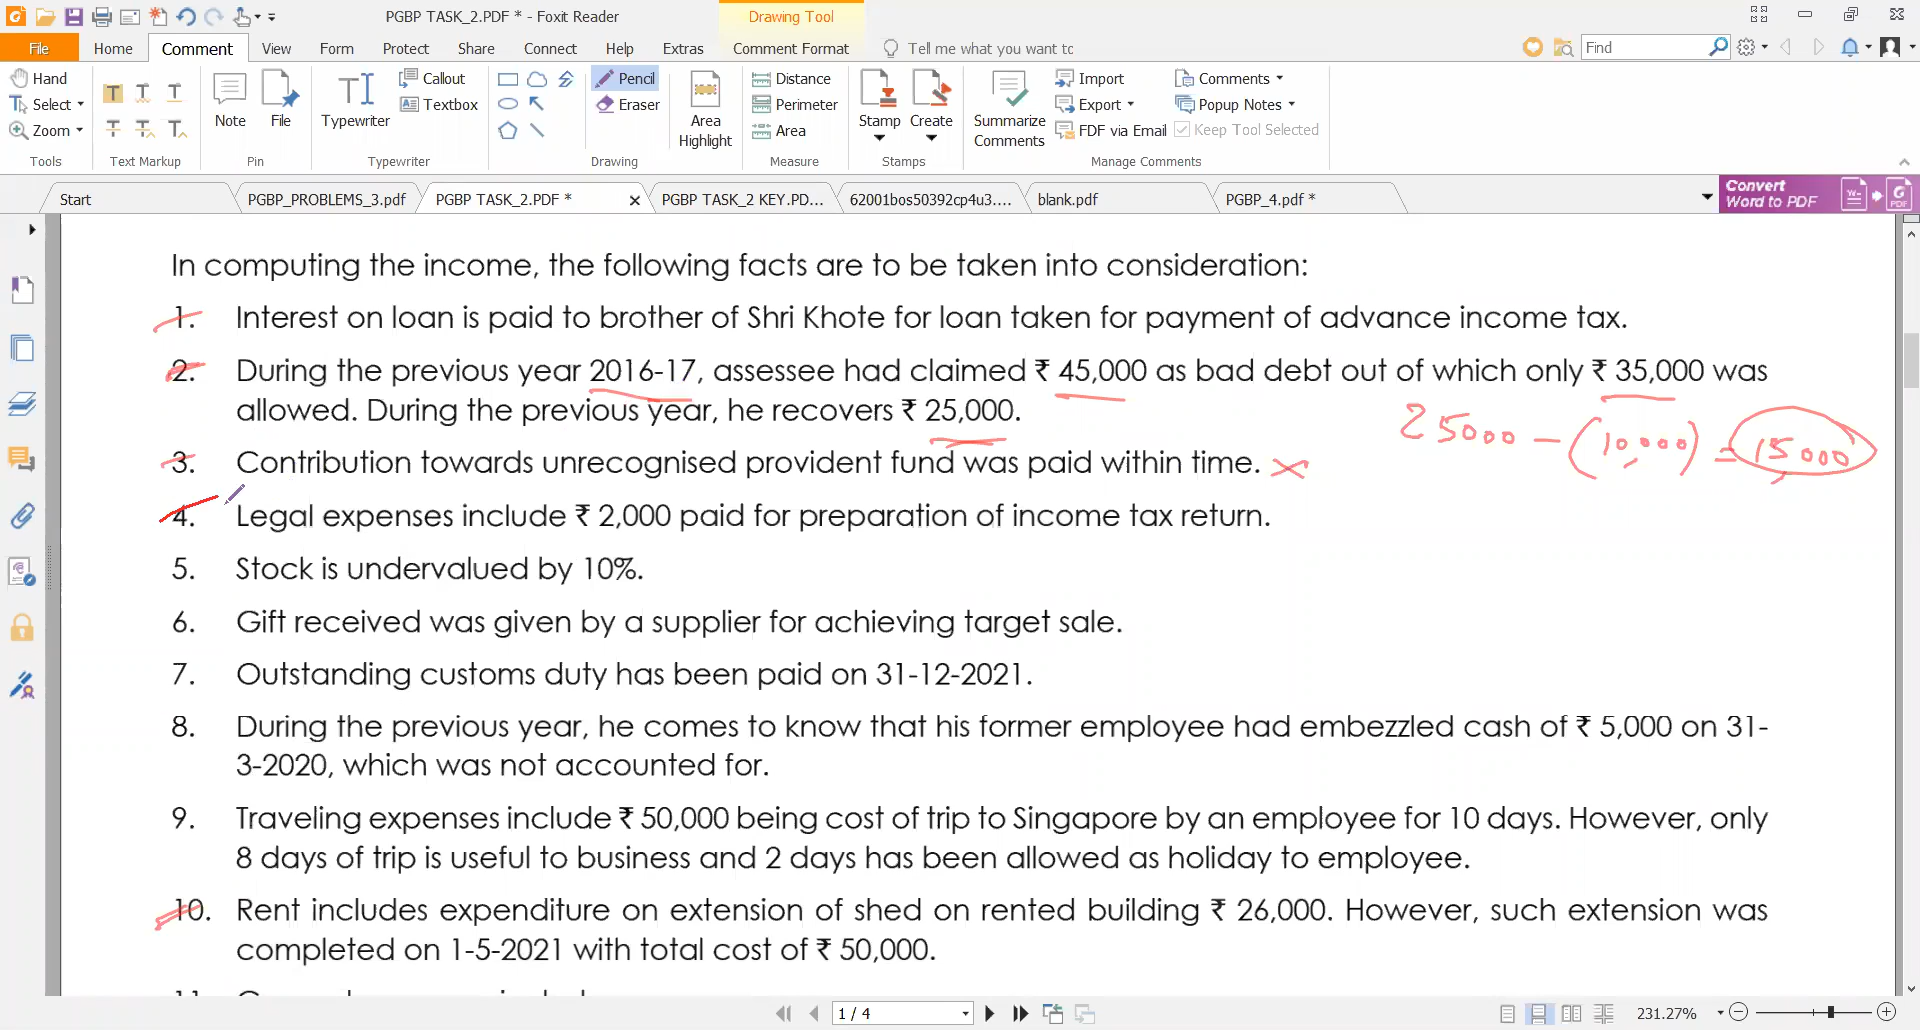 PGBP TASK_2.PDF * - Foxit Reader
Drawing Tool
File Home Comment View Form Protect Share Connect Help Extras Comment Format Tell me what you want to Find
Hand
Select
Zoom
Tools
Text Markup
Note
File
Pin
Typewriter
Callout
Textbox
Typewriter
Pencil
Eraser
Area Highlight
Drawing
Distance
Perimeter
Area
Measure
Stamp
Create
Stamps
Summarize Comments
Import
Export
FDF via Email
Comments
Popup Notes
Keep Tool Selected
Manage Comments
Start PGBP_PROBLEMS_3.pdf PGBP TASK_2.PDF * PGBP TASK_2 KEY.PD... 62001bos50392cp4u3.... blank.pdf PGBP_4.pdf *
Convert
Word to PDF
In computing the income, the following facts are to be taken into consideration:
1. Interest on loan is paid to brother of Shri Khote for loan taken for payment of advance income tax.
2. During the previous year 2016-17, assessee had claimed ₹ 45,000 as bad debt out of which only ₹ 35,000 was
allowed. During the previous year, he recovers ₹ 25,000.
25000 - (10,000) = 15000
3. Contribution towards unrecognised provident fund was paid within time.
4. Legal expenses include ₹ 2,000 paid for preparation of income tax return.
5. Stock is undervalued by 10%.
6. Gift received was given by a supplier for achieving target sale.
7. Outstanding customs duty has been paid on 31-12-2021.
8. During the previous year, he comes to know that his former employee had embezzled cash of ₹ 5,000 on 31-
3-2020, which was not accounted for.
9. Traveling expenses include ₹ 50,000 being cost of trip to Singapore by an employee for 10 days. However, only
8 days of trip is useful to business and 2 days has been allowed as holiday to employee.
10. Rent includes expenditure on extension of shed on rented building ₹ 26,000. However, such extension was
completed on 1-5-2021 with total cost of ₹ 50,000.
1 / 4
231.27%